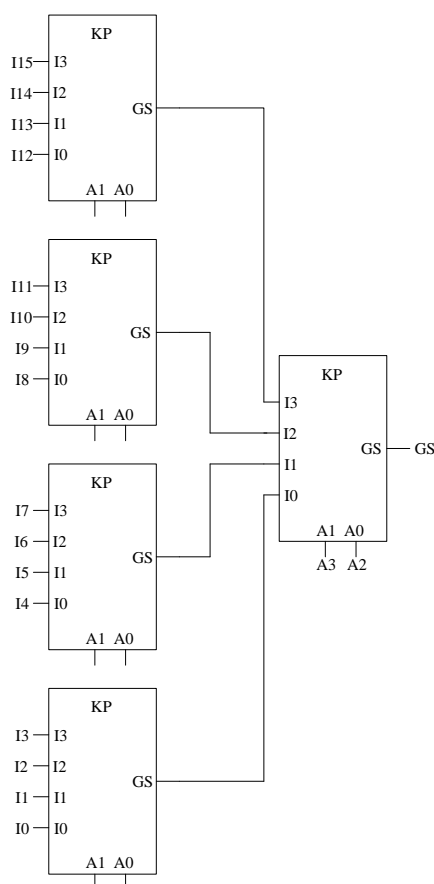 KP
I15 I3
I14 I2
GS
I13 I1
I12 I0
A1 A0
KP
I11 I3
I10 I2
GS
I9 I1
I8 I0
A1 A0
KP
I3
I2
GS GS
I1
I0
A1 A0
A3 A2
KP
I7 I3
I6 I2
GS
I5 I1
I4 I0
A1 A0
KP
I3 I3
I2 I2
GS
I1 I1
I0 I0
A1 A0